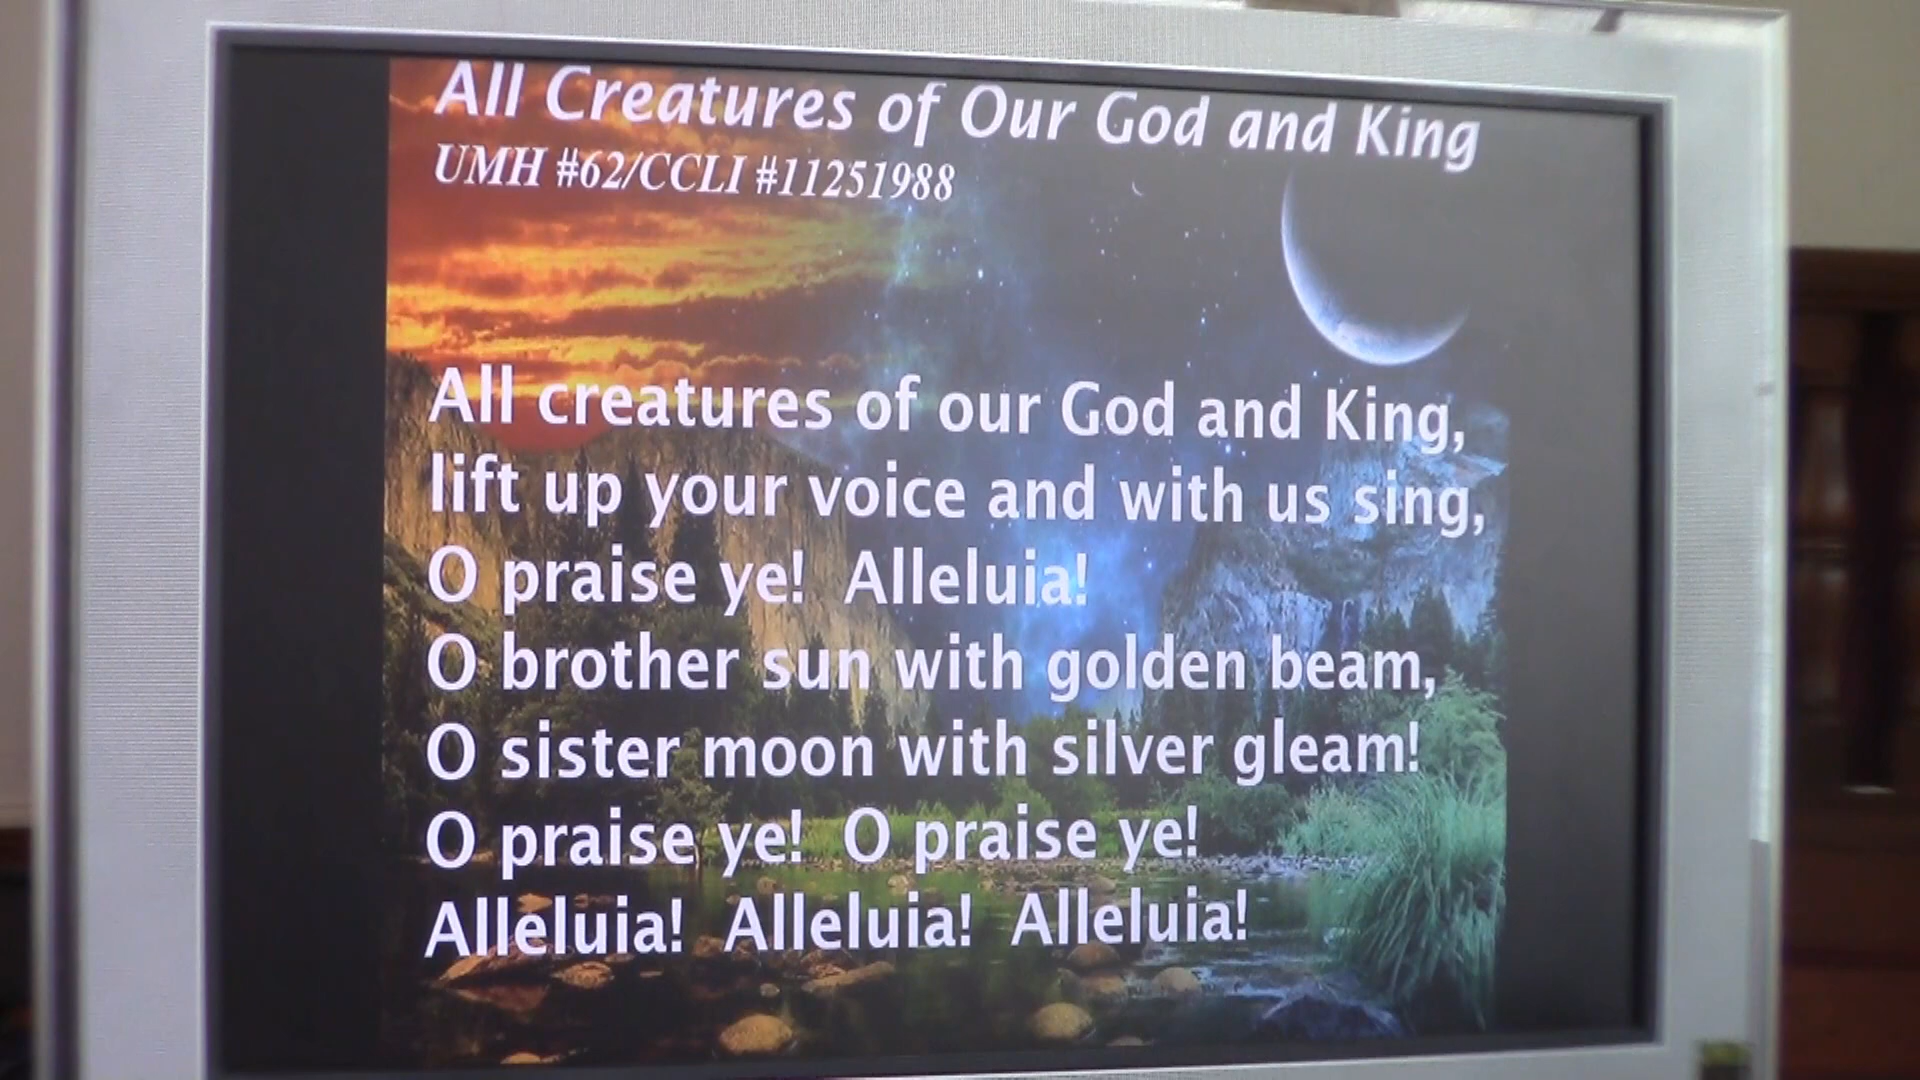 All Creatures of Our God and King
UMH #62/CCLI #11251988
All creatures of our God and King,
lift up your voice and with us sing,
O praise ye!  Alleluia!
O brother sun with golden beam,
O sister moon with silver gleam!
O praise ye!  O praise ye!
Alleluia!  Alleluia!  Alleluia!